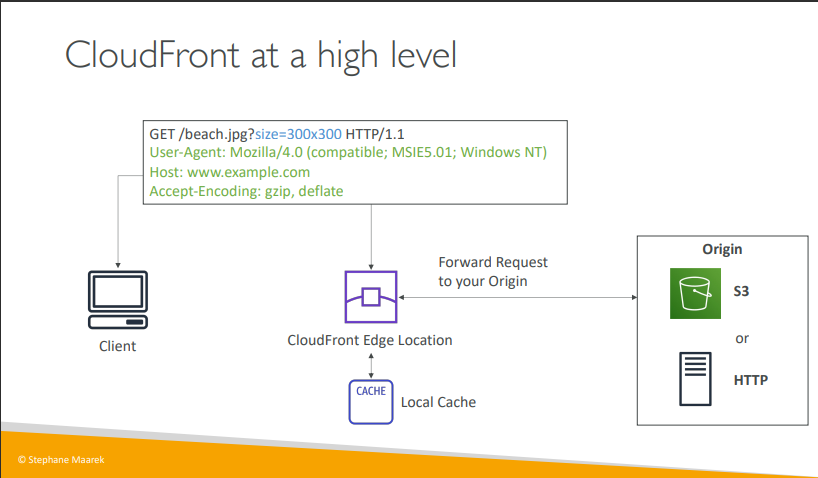 CloudFront at a high level
GET /beach.jpg?size=300x300 HTTP/1.1
User-Agent: Mozilla/4.0 (compatible; MSIE5.01; Windows NT)
Host: www.example.com
Accept-Encoding: gzip, deflate
Client
CloudFront Edge Location
Forward Request
to your Origin
CACHE
Local Cache
Origin
S3
or
HTTP
© Stephane Maarek